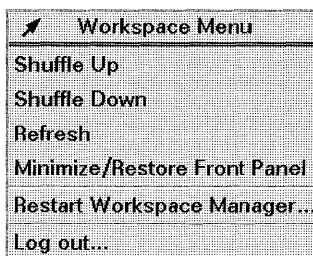 Workspace Menu
Shuffle Up
Shuffle Down
Refresh
Minimize/Restore Front Panel
Restart Workspace Manager...
Log out...